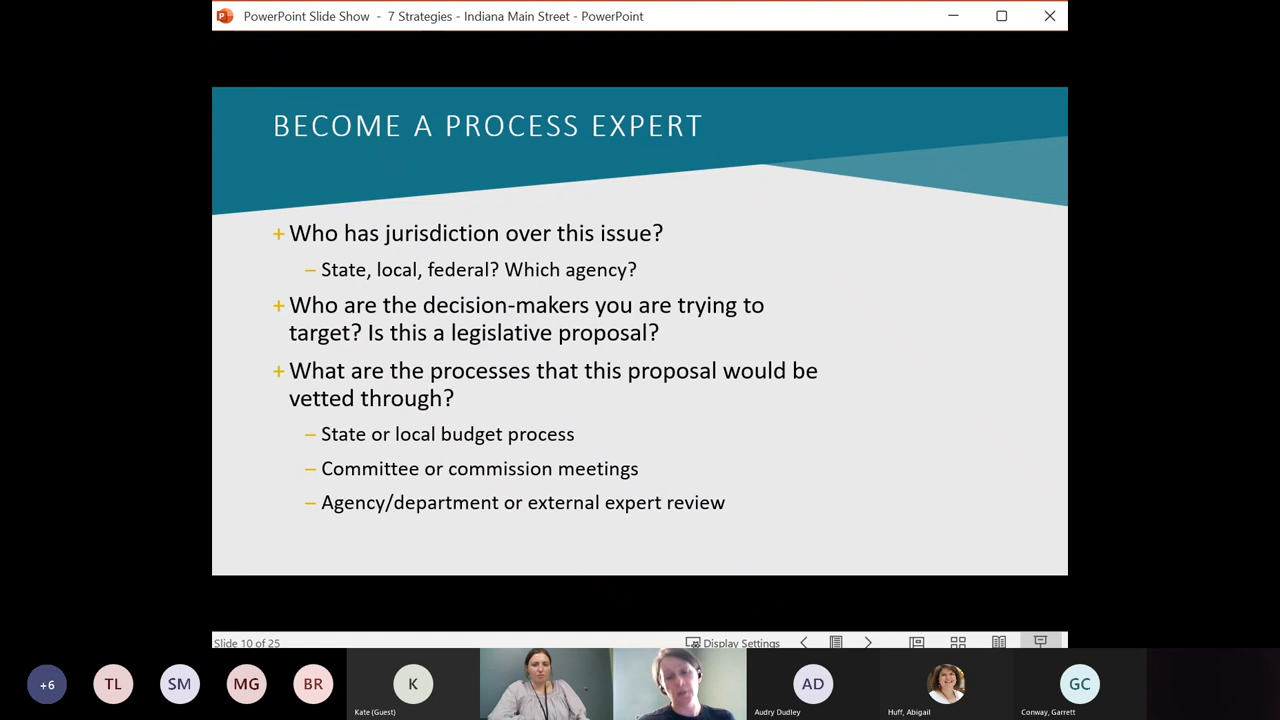 PowerPoint Slide Show - 7 Strategies - Indiana Main Street - PowerPoint
BECOME A PROCESS EXPERT
+ Who has jurisdiction over this issue?
– State, local, federal? Which agency?
+ Who are the decision-makers you are trying to
target? Is this a legislative proposal?
+ What are the processes that this proposal would be
vetted through?
– State or local budget process
– Committee or commission meetings
– Agency/department or external expert review
Slide 10 of 25
Display Settings
+6
TL
SM
MG
BR
K
Kate (Guest)
AD
Audry Dudley
Huff, Abigail
GC
Conway, Garrett